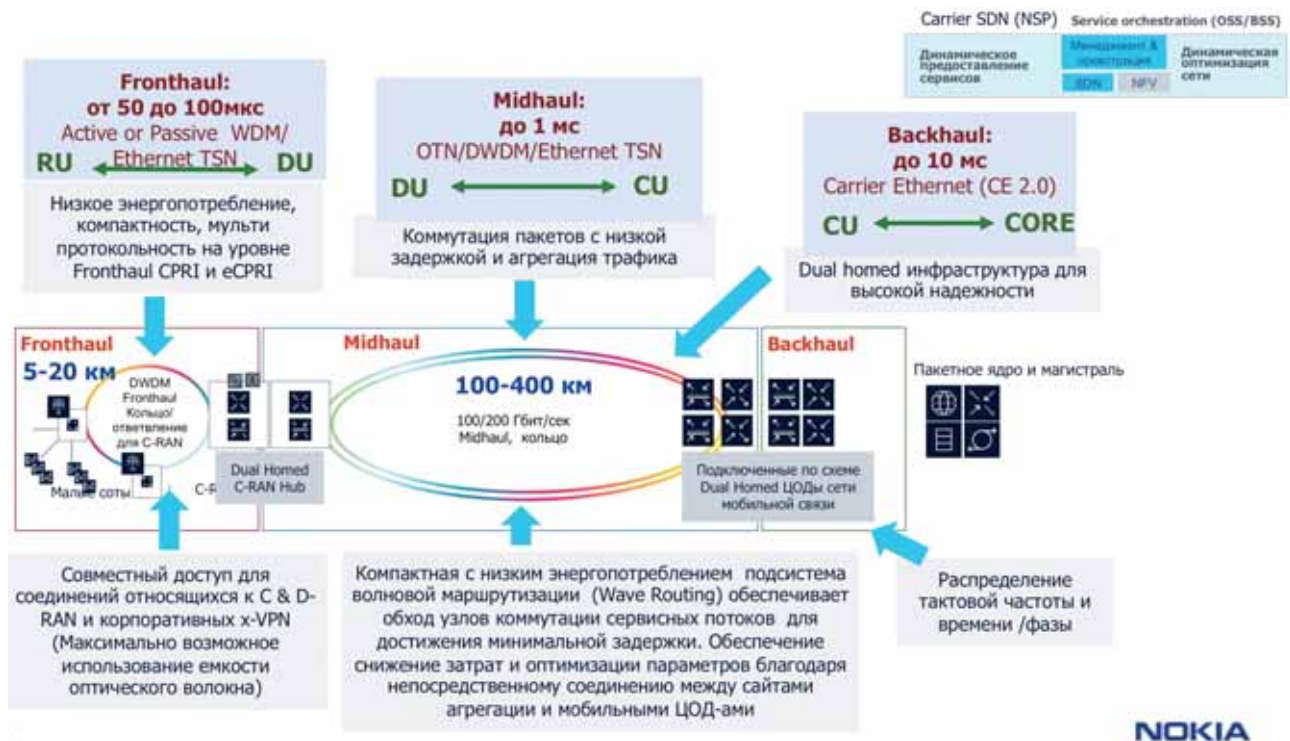 Carrier SDN (NSP)
Service orchestration (OSS/BSS)
Динамическое
предоставление
сервисов
Менеджмент &
оркестрация
SDN
NFV
Динамическая
оптимизация
сети
Fronthaul:
от 50 до 100мкс
Active or Passive WDM/
Ethernet TSN
RU
DU
Низкое энергопотребление,
компактность, мульти
протокольность на уровне
Fronthaul CPRI и eCPRI
Midhaul:
до 1 мс
OTN/DWDM/Ethernet TSN
DU
CU
Коммутация пакетов с низкой
задержкой и агрегация трафика
Backhaul:
до 10 мс
Carrier Ethernet (CE 2.0)
CU
CORE
Dual homed инфраструктура для
высокой надежности
Fronthaul
5-20 км
DWDM
Fronthaul
Кольцо/
ответвление
для C-RAN
Малые соты
Dual Homed
C-RAN Hub
Midhaul
100-400 км
100/200 Гбит/сек
Midhaul, кольцо
Backhaul
Подключенные по схеме
Dual Homed ЦОДы сети
мобильной связи
Пакетное ядро и магистраль
Совместный доступ для
соединений относящихся к C & D-
RAN и корпоративных x-VPN
(Максимально возможное
использование емкости
оптического волокна)
Компактная с низким энергопотреблением подсистема
волновой маршрутизации (Wave Routing) обеспечивает
обход узлов коммутации сервисных потоков для
достижения минимальной задержки. Обеспечение
снижение затрат и оптимизации параметров благодаря
непосредственному соединению между сайтами
агрегации и мобильными ЦОД-ами
Распределение
тактовой частоты и
времени /фазы
NOKIA